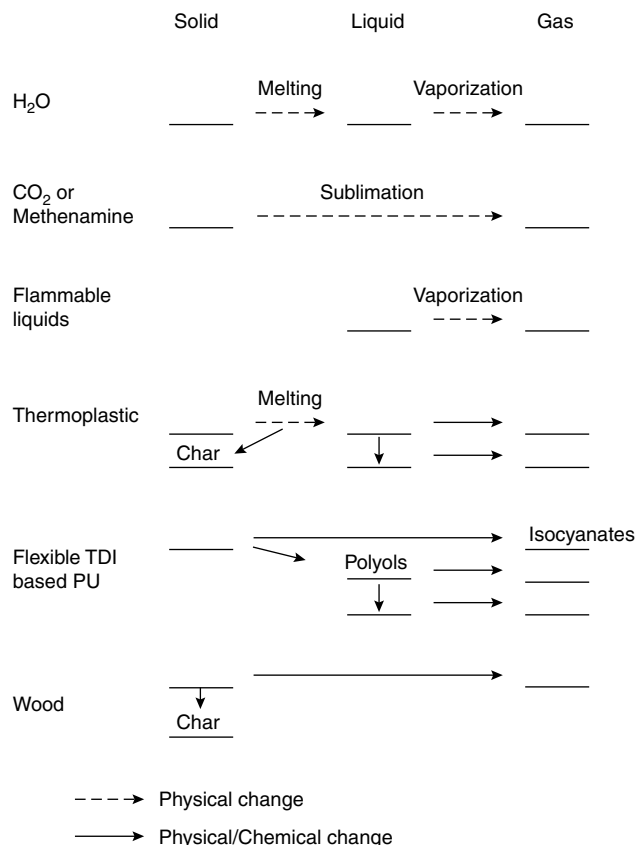 Solid Liquid Gas
Melting Vaporization
H₂O
CO₂ or
Methenamine
Sublimation
Flammable
liquids
Vaporization
Melting
Thermoplastic
Char
Isocyanates
Flexible TDI
based PU
Polyols
Wood
Char
Physical change
Physical/Chemical change